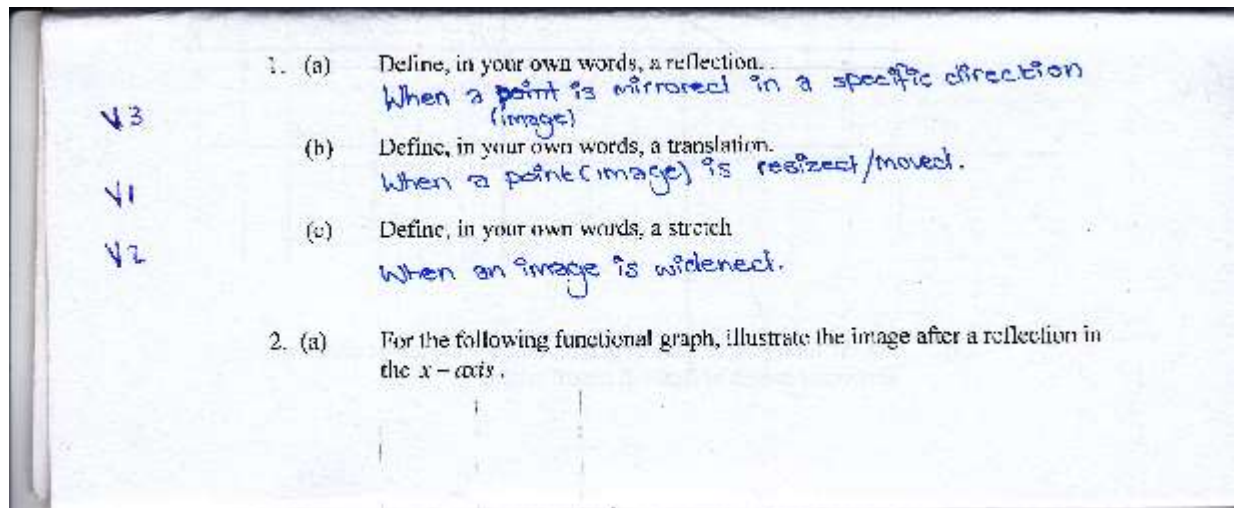 1. (a) Define, in your own words, a reflection.
When a point is mirrored in a specific direction
(image)
V3
(b) Define, in your own words, a translation.
When a point (image) is resized/moved.
V1
(c) Define, in your own words, a stretch
V2
When an image is widened.
2. (a) For the following functional graph, illustrate the image after a reflection in
the x – axis.